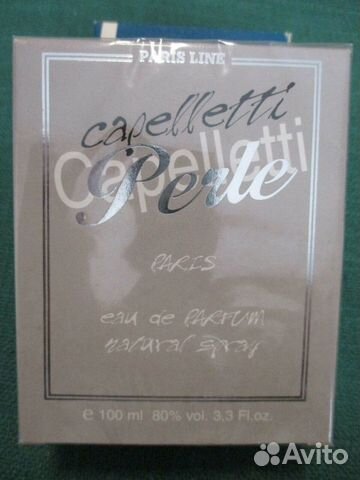 PARIS LINE
capelletti
Capelletti
Perle
PARIS
eau de PARFUM
natural spray
e 100 ml 80% vol. 3,3 Fl.oz.
Avito